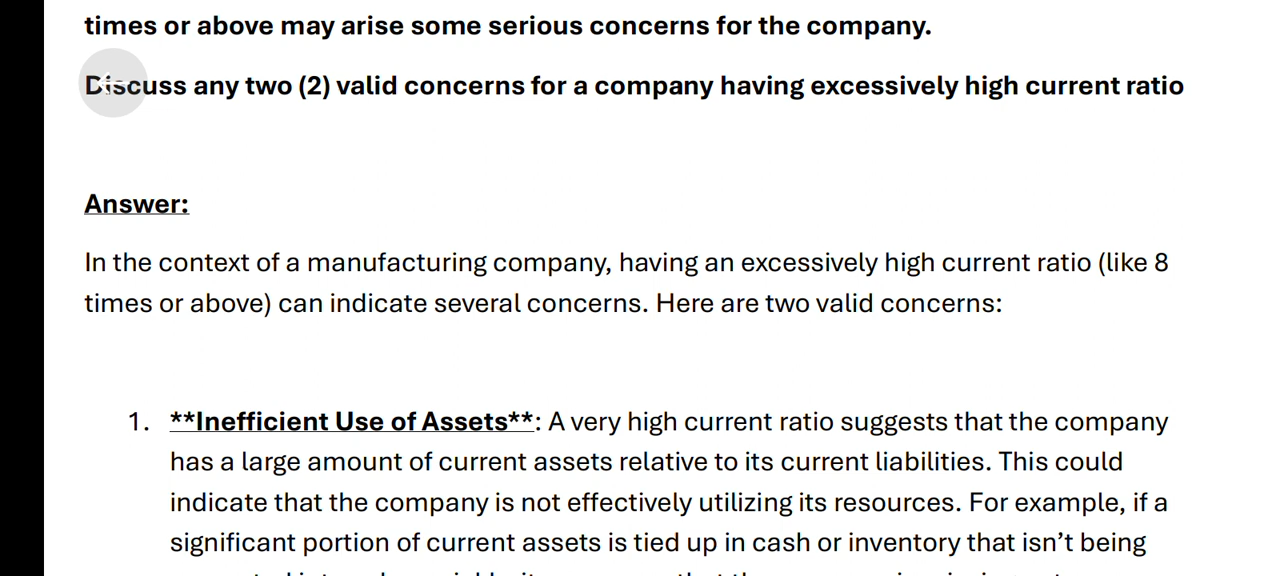 times or above may arise some serious concerns for the company.
Discuss any two (2) valid concerns for a company having excessively high current ratio
Answer:
In the context of a manufacturing company, having an excessively high current ratio (like 8
times or above) can indicate several concerns. Here are two valid concerns:
1. **Inefficient Use of Assets**: A very high current ratio suggests that the company
has a large amount of current assets relative to its current liabilities. This could
indicate that the company is not effectively utilizing its resources. For example, if a
significant portion of current assets is tied up in cash or inventory that isn’t being